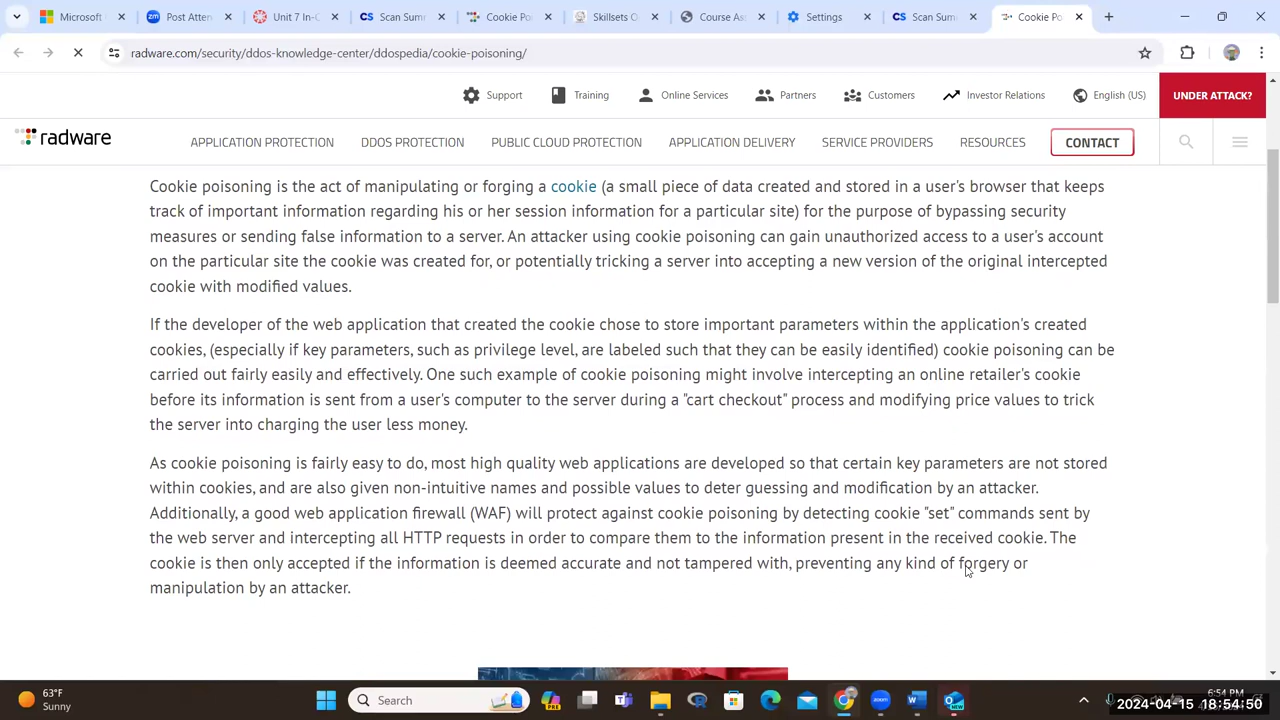 Microsoft
Post Atten
Unit 7 In-C
Scan Sum
Cookie Po
Skillsets O
Course As
Settings
Scan Sum
Cookie Po
radware.com/security/ddos-knowledge-center/ddospedia/cookie-poisoning/
Support
Training
Online Services
Partners
Customers
Investor Relations
English (US)
UNDER ATTACK?
radware
APPLICATION PROTECTION
DDOS PROTECTION
PUBLIC CLOUD PROTECTION
APPLICATION DELIVERY
SERVICE PROVIDERS
RESOURCES
CONTACT
Cookie poisoning is the act of manipulating or forging a cookie (a small piece of data created and stored in a user's browser that keeps
track of important information regarding his or her session information for a particular site) for the purpose of bypassing security
measures or sending false information to a server. An attacker using cookie poisoning can gain unauthorized access to a user's account
on the particular site the cookie was created for, or potentially tricking a server into accepting a new version of the original intercepted
cookie with modified values.
If the developer of the web application that created the cookie chose to store important parameters within the application's created
cookies, (especially if key parameters, such as privilege level, are labeled such that they can be easily identified) cookie poisoning can be
carried out fairly easily and effectively. One such example of cookie poisoning might involve intercepting an online retailer's cookie
before its information is sent from a user's computer to the server during a "cart checkout" process and modifying price values to trick
the server into charging the user less money.
As cookie poisoning is fairly easy to do, most high quality web applications are developed so that certain key parameters are not stored
within cookies, and are also given non-intuitive names and possible values to deter guessing and modification by an attacker.
Additionally, a good web application firewall (WAF) will protect against cookie poisoning by detecting cookie "set" commands sent by
the web server and intercepting all HTTP requests in order to compare them to the information present in the received cookie. The
cookie is then only accepted if the information is deemed accurate and not tampered with, preventing any kind of forgery or
manipulation by an attacker.
63°F
Sunny
Search
6:54 PM
2024-04-15 18:54:50